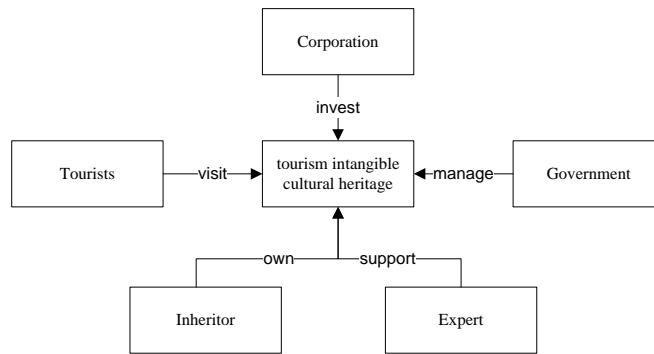 Corporation
invest
Tourists
visit
tourism intangible
cultural heritage
manage
Government
own
support
Inheritor
Expert